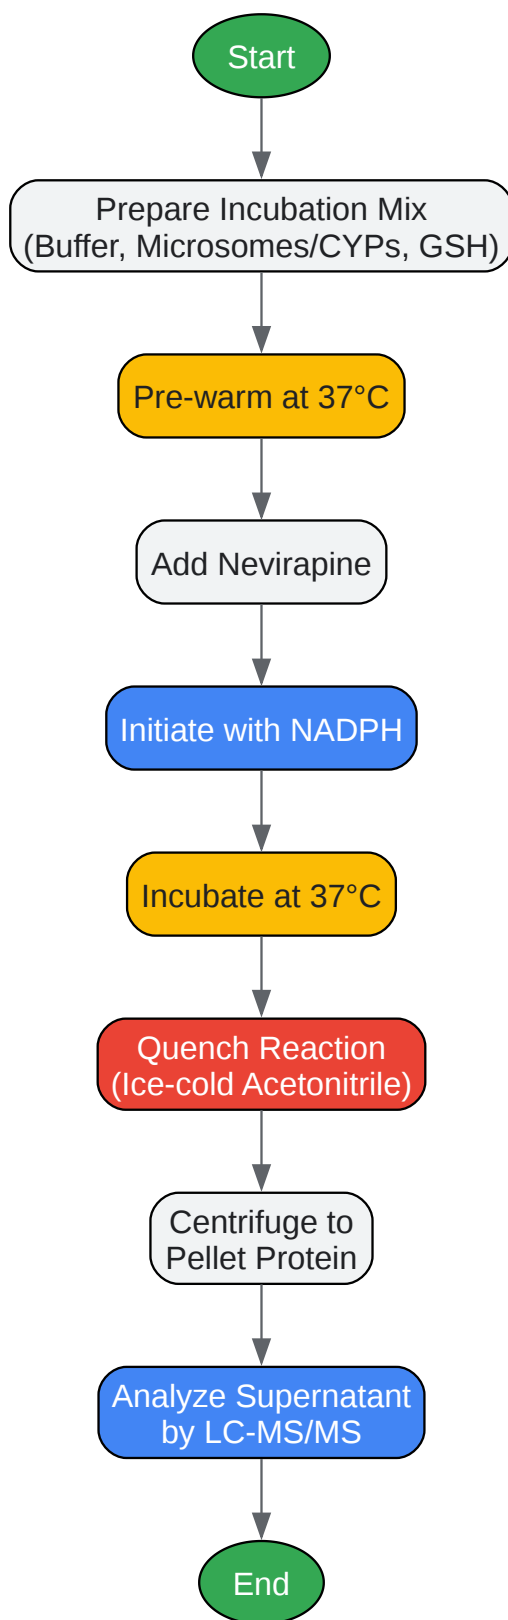 Start
Prepare Incubation Mix
(Buffer, Microsomes/CYPs, GSH)
Pre-warm at 37°C
Add Nevirapine
Initiate with NADPH
Incubate at 37°C
Quench Reaction
(Ice-cold Acetonitrile)
Centrifuge to
Pellet Protein
Analyze Supernatant
by LC-MS/MS
End